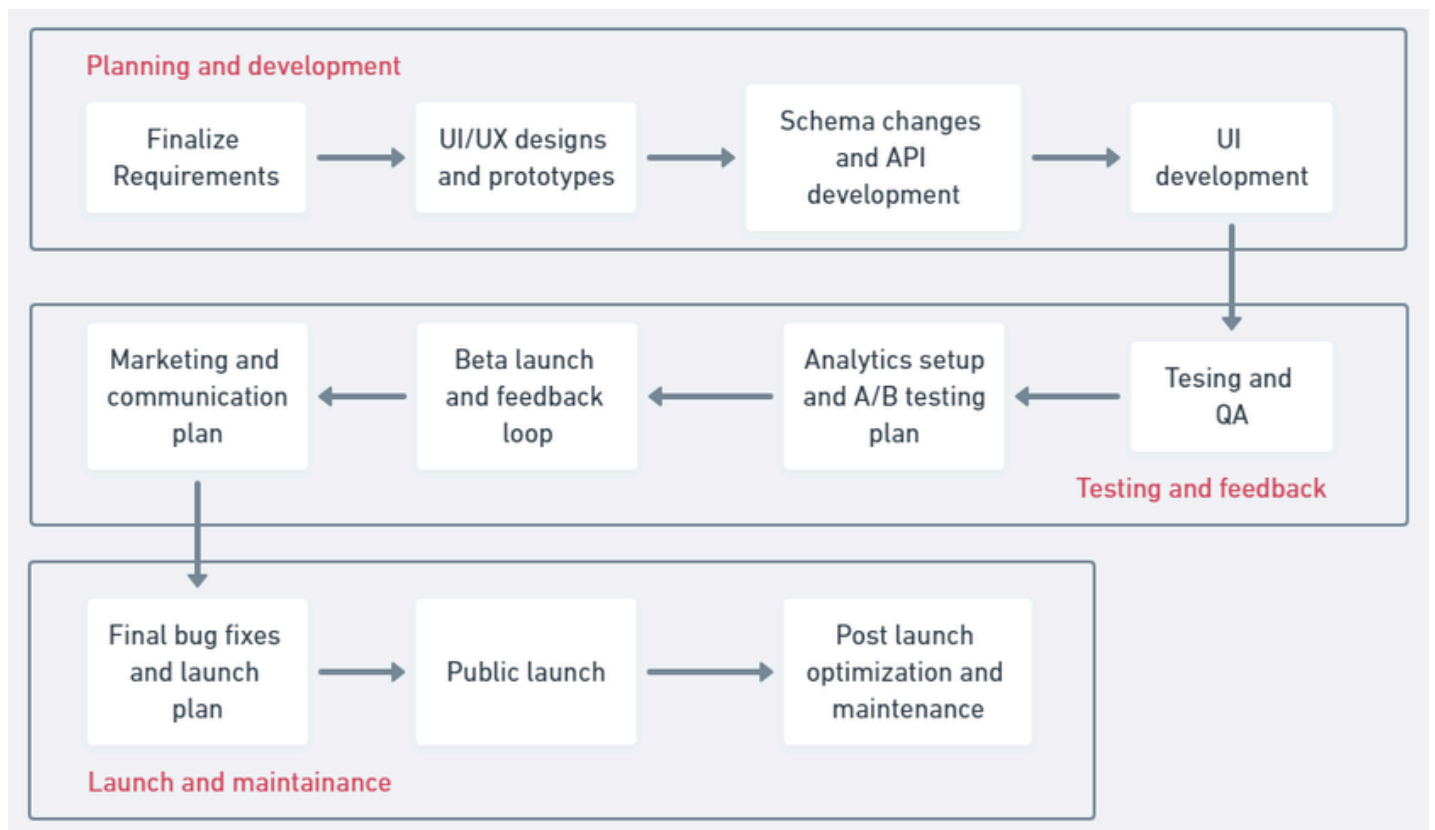 Planning and development
Finalize
Requirements
UI/UX designs
and prototypes
Schema changes
and API
development
UI
development
Tesing and
QA
Testing and feedback
Analytics setup
and A/B testing
plan
Beta launch
and feedback
loop
Marketing and
communication
plan
Final bug fixes
and launch
plan
Public launch
Post launch
optimization and
maintenance
Launch and maintainance